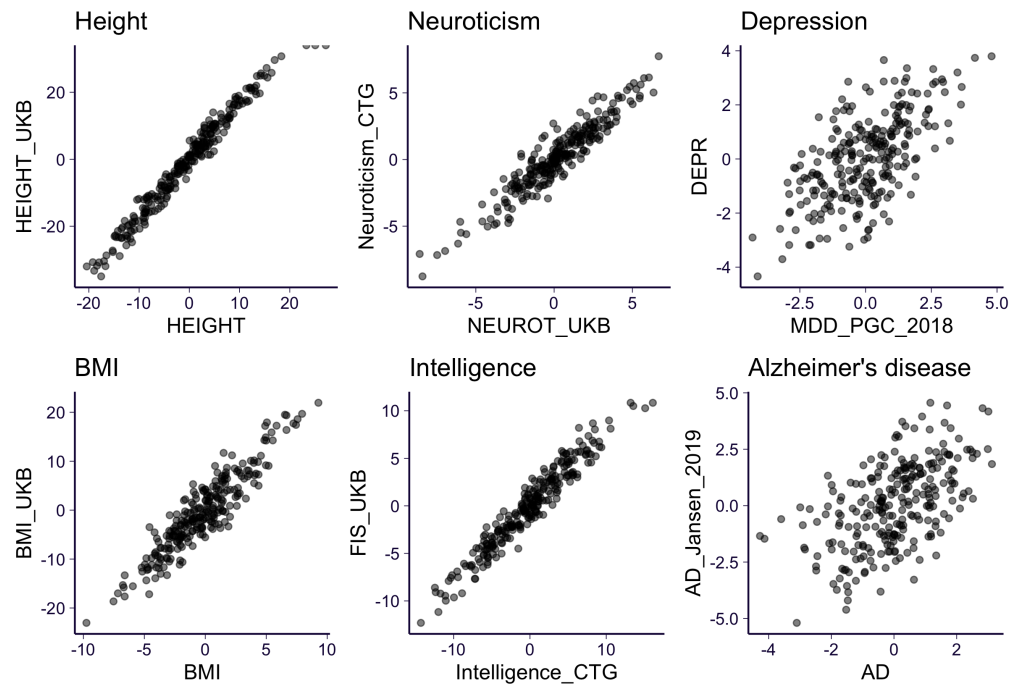 Height
Neuroticism
Depression
HEIGHT_UKB
20
0
-20
-20
-10
0
10
20
HEIGHT
Neuroticism_CTG
5
0
-5
-5
0
5
NEUROT_UKB
DEPR
4
2
0
-2
-4
-2.5
0.0
2.5
5.0
MDD_PGC_2018
BMI
Intelligence
Alzheimer's disease
BMI_UKB
20
10
0
-10
-20
-10
-5
0
5
10
BMI
FIS_UKB
10
5
0
-5
-10
-10
0
10
Intelligence_CTG
AD_Jansen_2019
5.0
2.5
0.0
-2.5
-5.0
-4
-2
0
2
AD